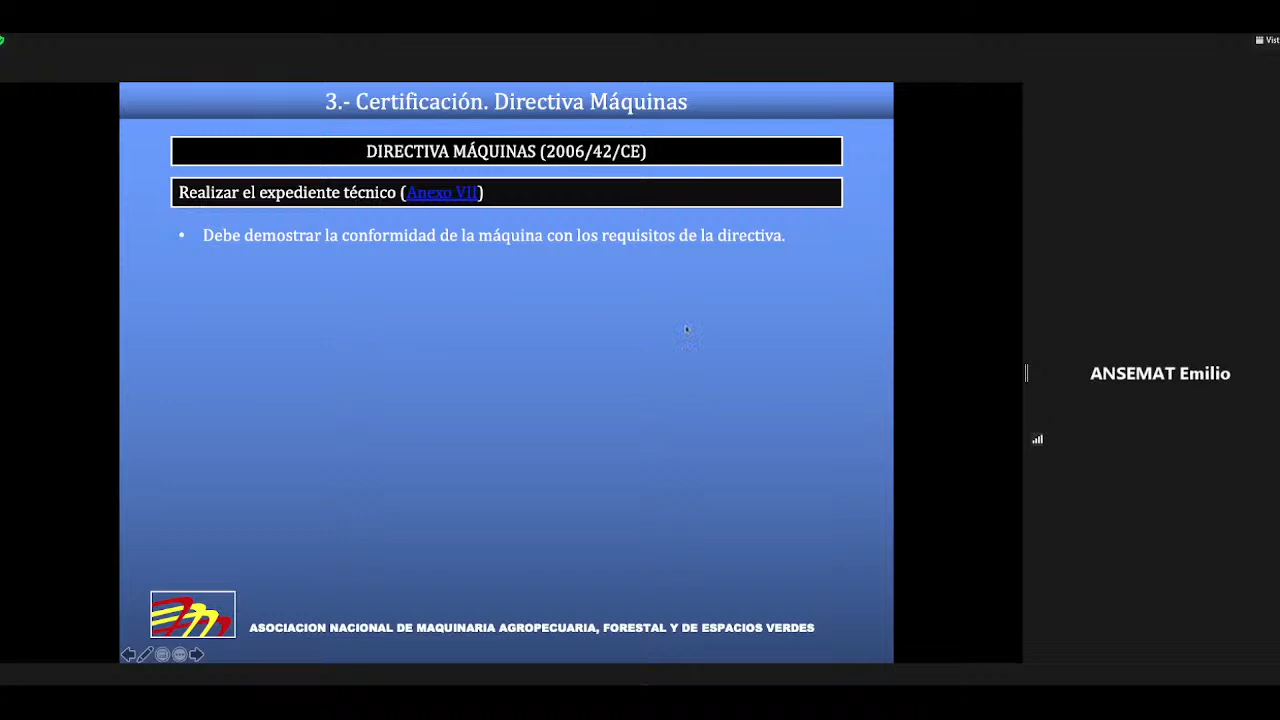 Vist
3.- Certificación. Directiva Máquinas
DIRECTIVA MÁQUINAS (2006/42/CE)
Realizar el expediente técnico (Anexo VII)
• Debe demostrar la conformidad de la máquina con los requisitos de la directiva.
ANSEMAT Emilio
ASOCIACION NACIONAL DE MAQUINARIA AGROPECUARIA, FORESTAL Y DE ESPACIOS VERDES